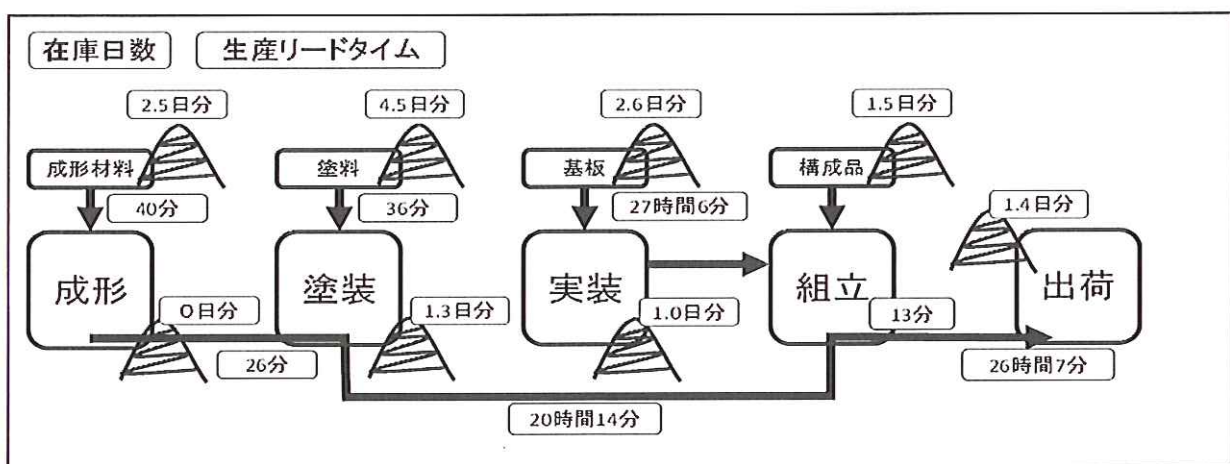 在庫日数 生産リードタイム
2.5日分 4.5日分 2.6日分 1.5日分
成形材料 塗料 基板 構成品
40分 36分 27時間6分 1.4日分
成形 塗装 実装 組立 出荷
0日分 1.3日分 1.0日分 13分
26分 26時間7分
20時間14分